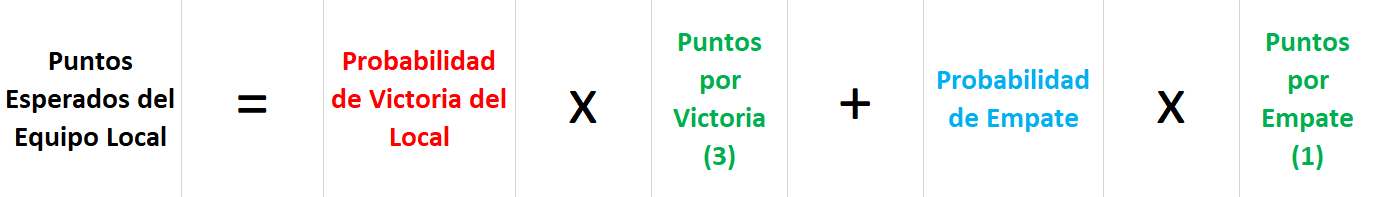 Puntos
Esperados del
Equipo Local
=
Probabilidad
de Victoria del
Local
X
Puntos
por
Victoria
(3)
+
Probabilidad
de Empate
X
Puntos
por
Empate
(1)